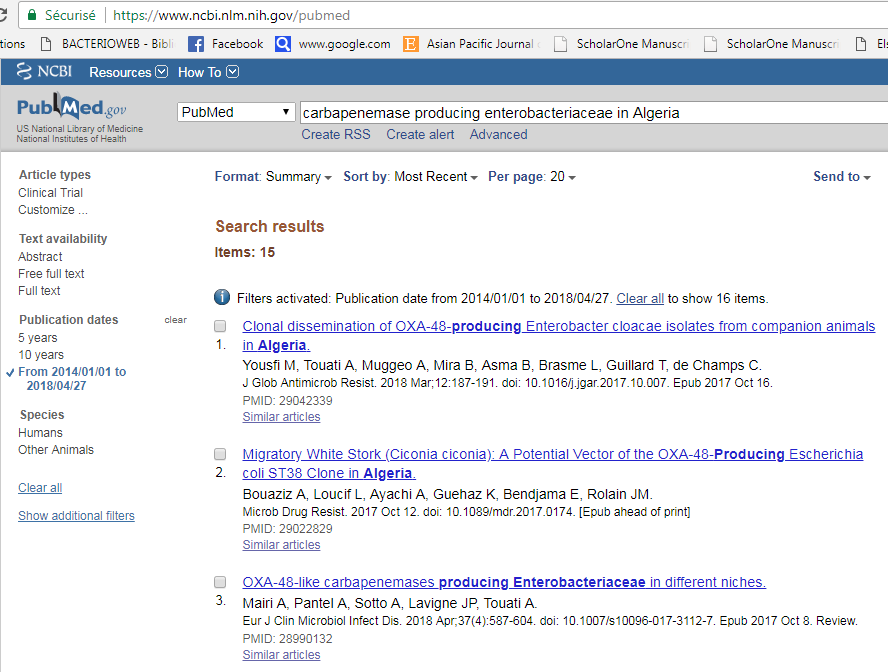 Sécurisé https://www.ncbi.nlm.nih.gov/pubmed
tions BACTERIOWEB - Bibli Facebook www.google.com Asian Pacific Journal ScholarOne Manuscri ScholarOne Manuscri Els
NCBI Resources How To
PubMed.gov
US National Library of Medicine
National Institutes of Health
PubMed carbapenemase producing enterobacteriaceae in Algeria
Create RSS Create alert Advanced
Article types
Clinical Trial
Customize ...
Text availability
Abstract
Free full text
Full text
Publication dates clear
5 years
10 years
From 2014/01/01 to
2018/04/27
Species
Humans
Other Animals
Clear all
Show additional filters
Format: Summary Sort by: Most Recent Per page: 20 Send to
Search results
Items: 15
Filters activated: Publication date from 2014/01/01 to 2018/04/27. Clear all to show 16 items.
Clonal dissemination of OXA-48-producing Enterobacter cloacae isolates from companion animals
1. in Algeria.
Yousfi M, Touati A, Muggeo A, Mira B, Asma B, Brasme L, Guillard T, de Champs C.
J Glob Antimicrob Resist. 2018 Mar;12:187-191. doi: 10.1016/j.jgar.2017.10.007. Epub 2017 Oct 16.
PMID: 29042339
Similar articles
Migratory White Stork (Ciconia ciconia): A Potential Vector of the OXA-48-Producing Escherichia
2. coli ST38 Clone in Algeria.
Bouaziz A, Loucif L, Ayachi A, Guehaz K, Bendjama E, Rolain JM.
Microb Drug Resist. 2017 Oct 12. doi: 10.1089/mdr.2017.0174. [Epub ahead of print]
PMID: 29022829
Similar articles
OXA-48-like carbapenemases producing Enterobacteriaceae in different niches.
3. Mairi A, Pantel A, Sotto A, Lavigne JP, Touati A.
Eur J Clin Microbiol Infect Dis. 2018 Apr;37(4):587-604. doi: 10.1007/s10096-017-3112-7. Epub 2017 Oct 8. Review.
PMID: 28990132
Similar articles